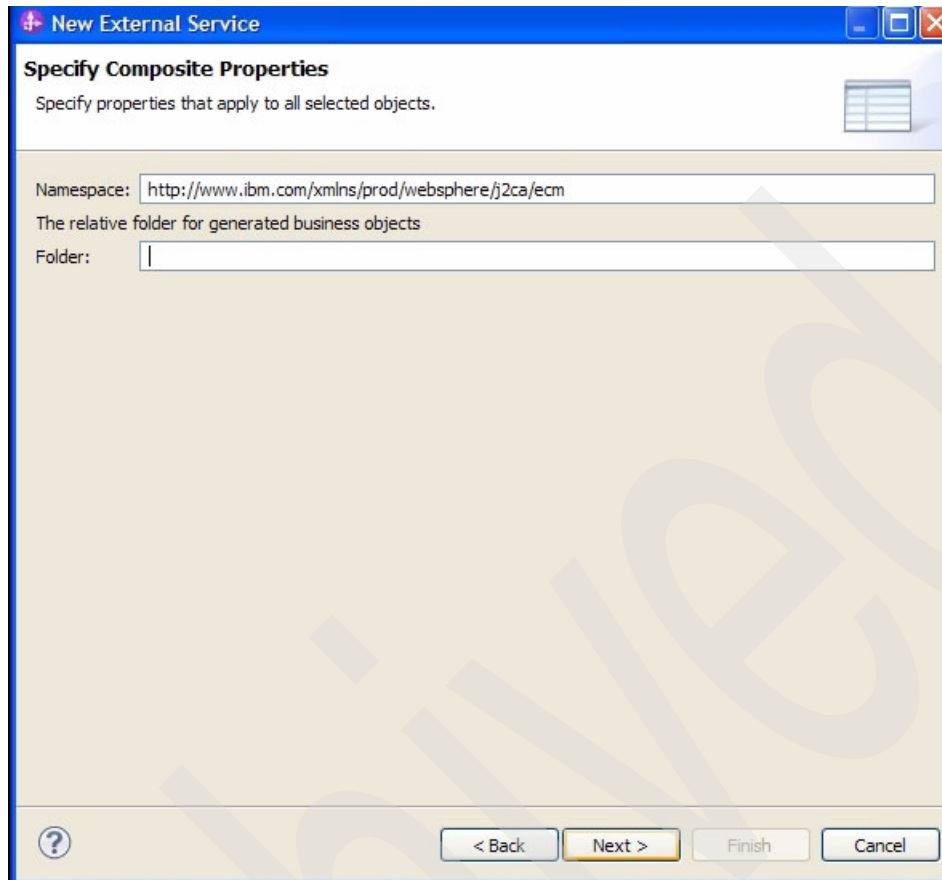 New External Service
Specify Composite Properties
Specify properties that apply to all selected objects.
Namespace: http://www.ibm.com/xmlns/prod/websphere/j2ca/ecm
The relative folder for generated business objects
Folder:
? < Back Next > Finish Cancel